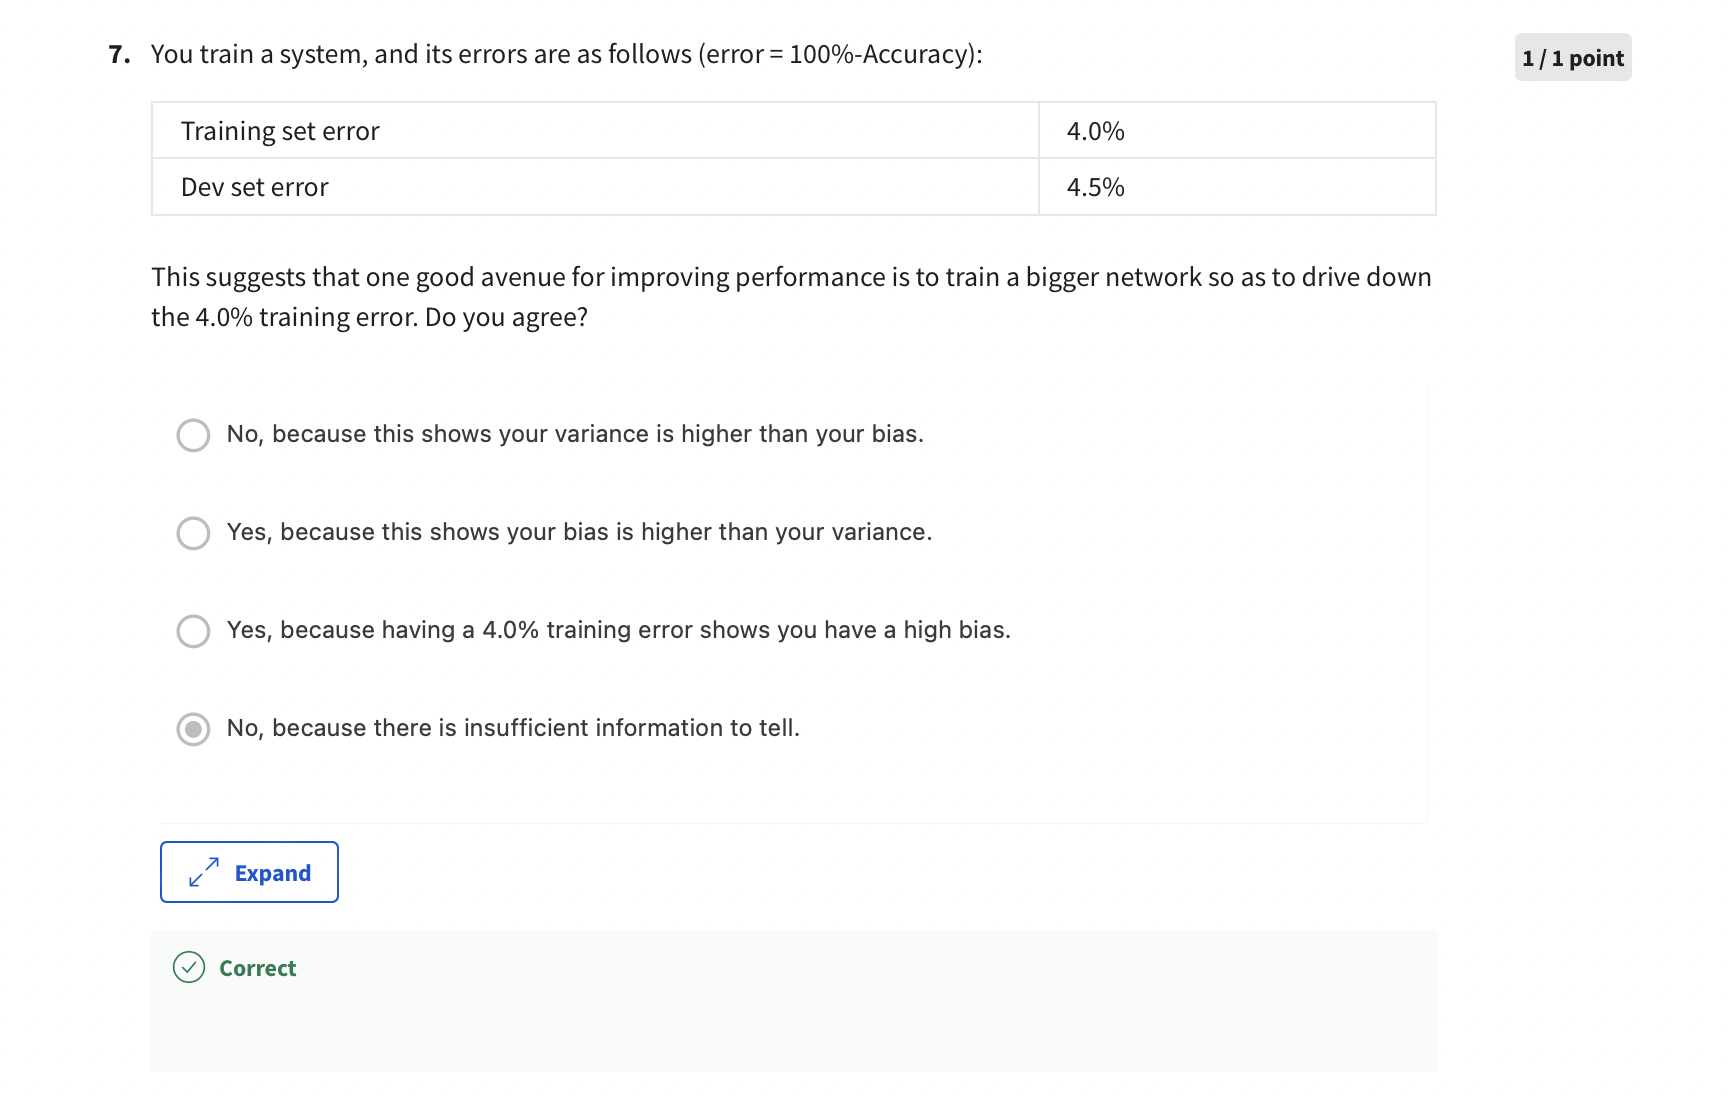 7. You train a system, and its errors are as follows (error = 100%-Accuracy):
1 / 1 point
Training set error 4.0%
Dev set error 4.5%
This suggests that one good avenue for improving performance is to train a bigger network so as to drive down
the 4.0% training error. Do you agree?
No, because this shows your variance is higher than your bias.
Yes, because this shows your bias is higher than your variance.
Yes, because having a 4.0% training error shows you have a high bias.
No, because there is insufficient information to tell.
Expand
Correct